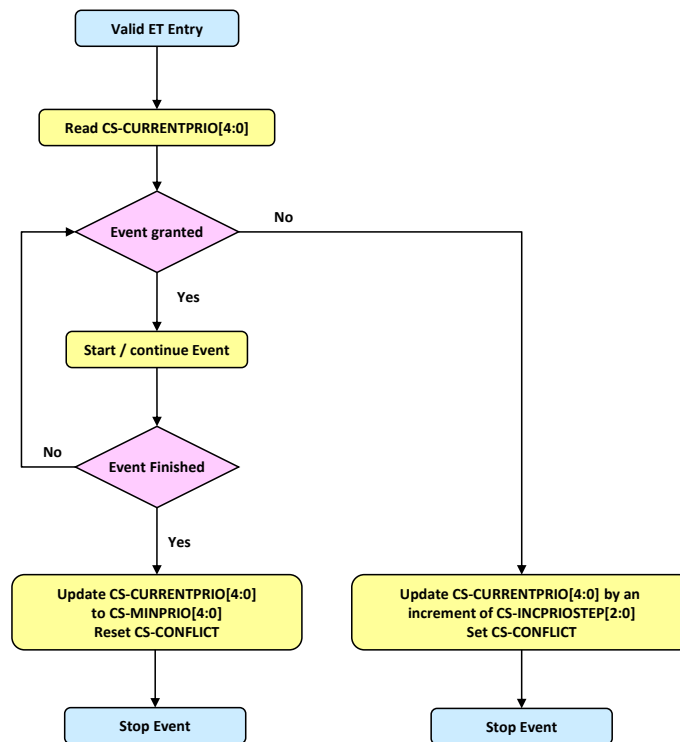 Valid ET Entry
Read CS-CURRENTPRIO[4:0]
Event granted
No
Yes
Start / continue Event
No
Event Finished
Yes
Update CS-CURRENTPRIO[4:0]
to CS-MINPRIO[4:0]
Reset CS-CONFLICT
Update CS-CURRENTPRIO[4:0] by an
increment of CS-INCPRIOSTEP[2:0]
Set CS-CONFLICT
Stop Event
Stop Event